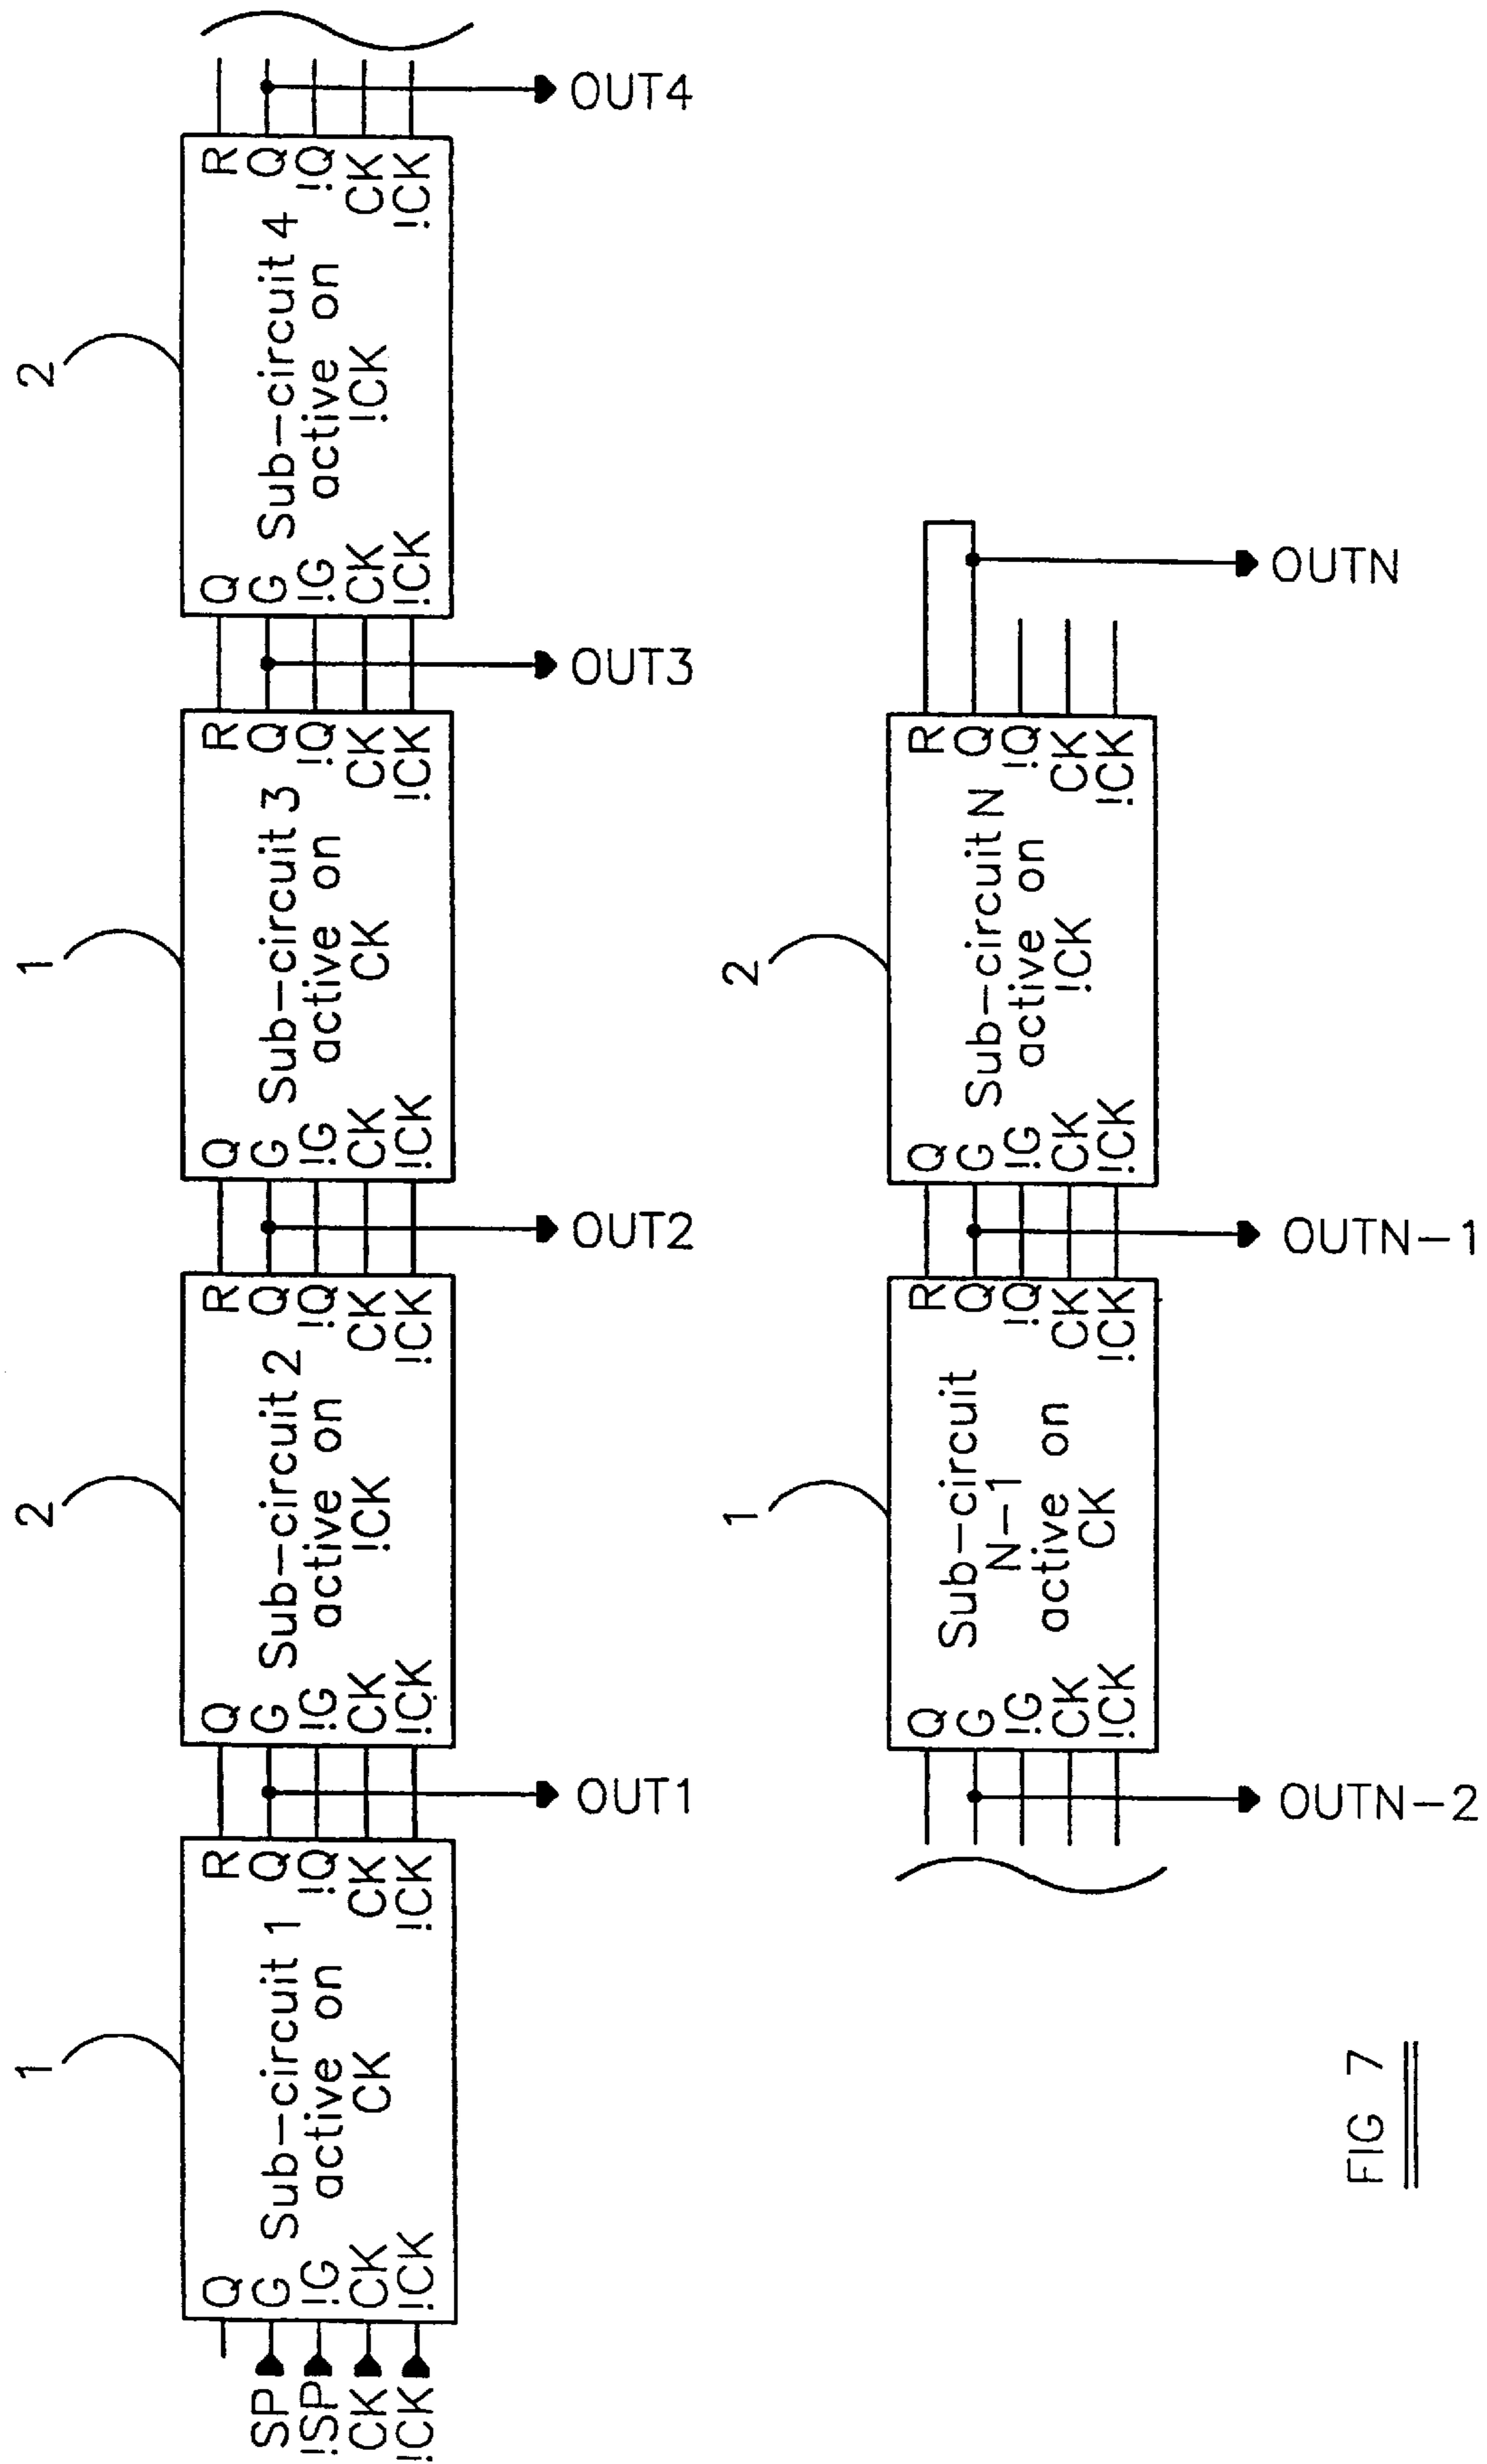 1
2
1
2
SP
!SP
CK
!CK
Q
G
!G
CK
!CK
Sub-circuit 1
active on
CK
R
Q
!Q
CK
!CK
OUT1
Q
G
!G
CK
!CK
Sub-circuit 2
active on
!CK
R
Q
!Q
CK
!CK
OUT2
Q
G
!G
CK
!CK
Sub-circuit 3
active on
CK
R
Q
!Q
CK
!CK
OUT3
Q
G
!G
CK
!CK
Sub-circuit 4
active on
!CK
R
Q
!Q
CK
!CK
OUT4
1
2
OUTN-2
Q
G
!G
CK
!CK
Sub-circuit
N-1
active on
CK
R
Q
!Q
CK
!CK
OUTN-1
Q
G
!G
CK
!CK
Sub-circuit N
active on
!CK
R
Q
!Q
CK
!CK
OUTN
FIG 7